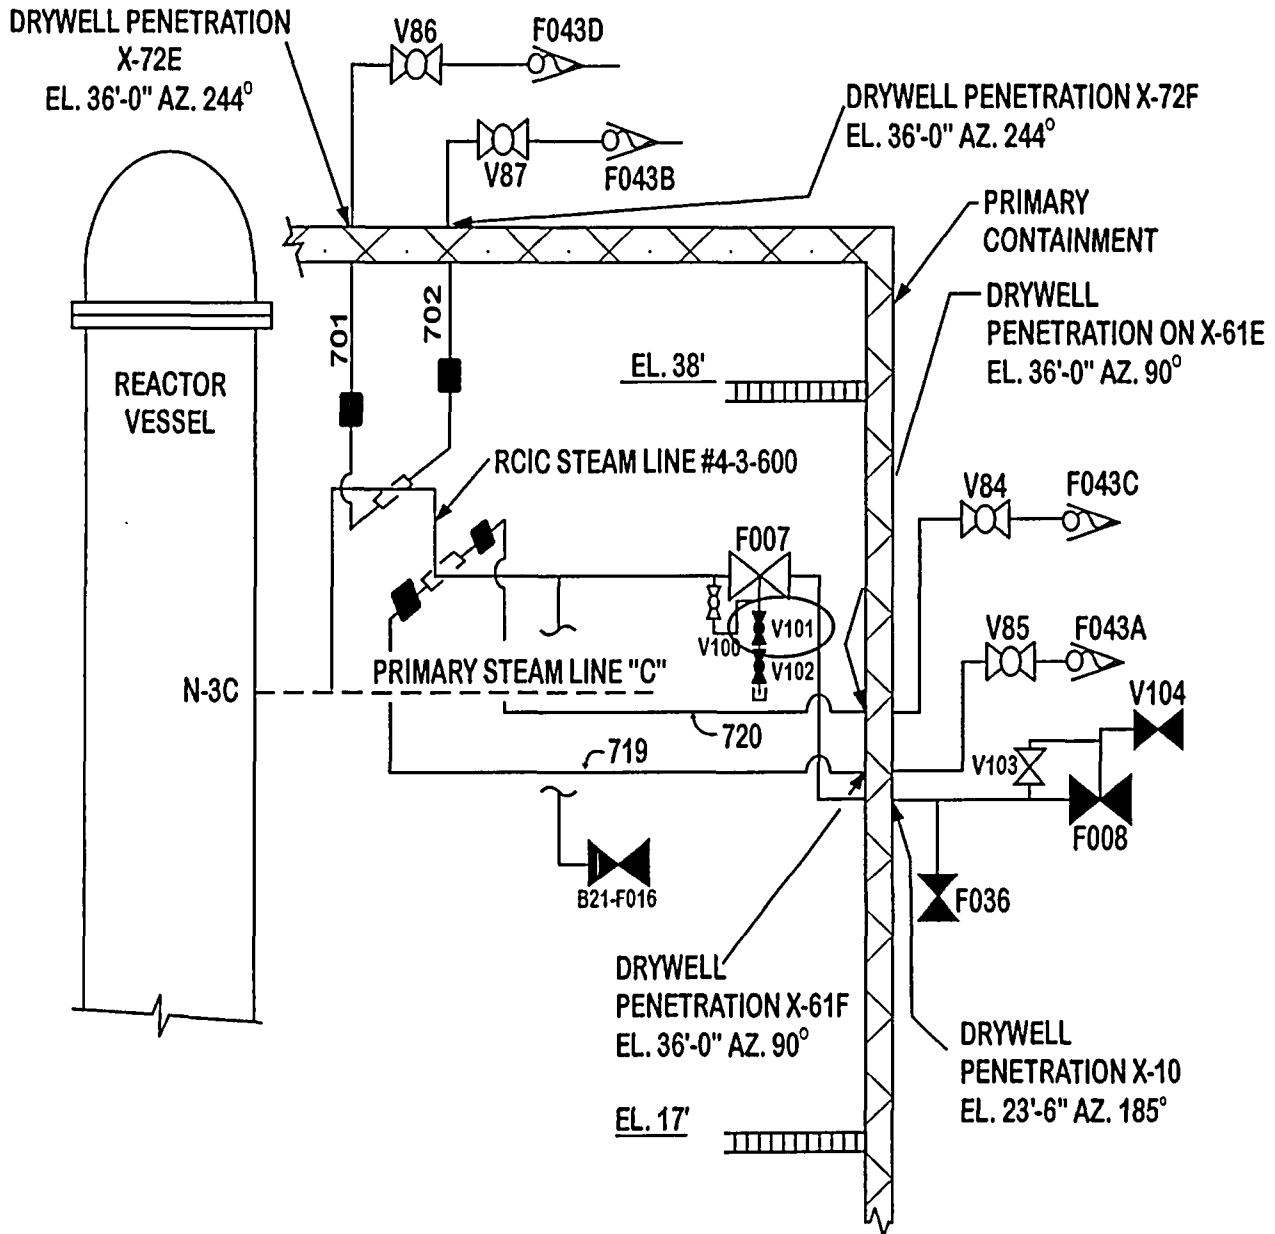 DRYWELL PENETRATION
X-72E
EL. 36'-0" AZ. 244°
V86
F043D
V87
F043B
DRYWELL PENETRATION X-72F
EL. 36'-0" AZ. 244°
PRIMARY
CONTAINMENT
DRYWELL
PENETRATION ON X-61E
EL. 36'-0" AZ. 90°
701
702
EL. 38'
REACTOR
VESSEL
RCIC STEAM LINE #4-3-600
V84
F043C
F007
V100
V101
V102
V85
F043A
N-3C
PRIMARY STEAM LINE "C"
V104
720
719
V103
F008
B21-F016
F036
DRYWELL
PENETRATION X-61F
EL. 36'-0" AZ. 90°
DRYWELL
PENETRATION X-10
EL. 23'-6" AZ. 185°
EL. 17'